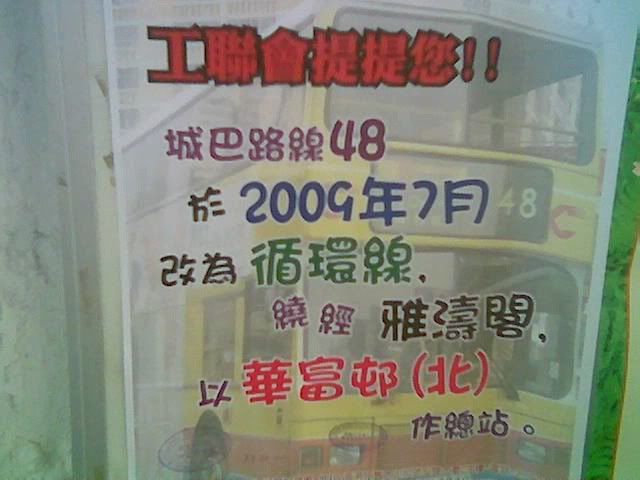 工聯會提提您!!
城巴路線48
於 2009年7月
48
改為循環線,
繞經 雅濤閣,
以華富邨(北)
作總站。